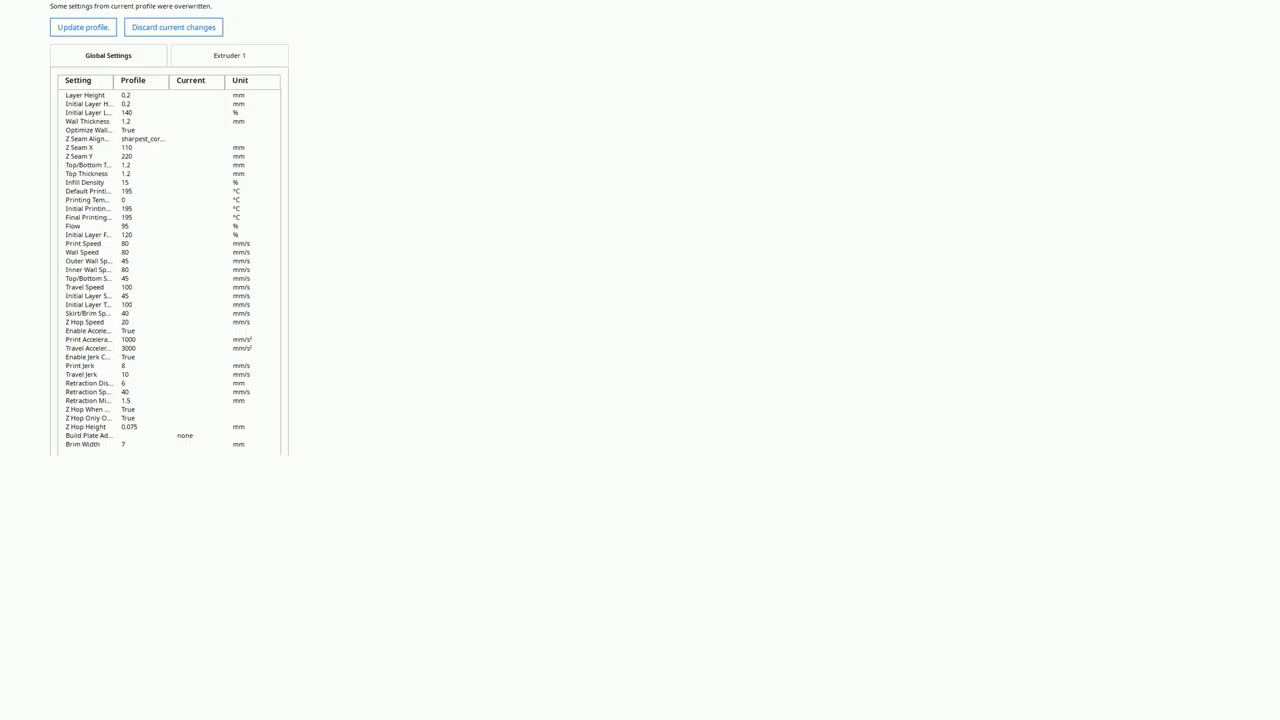 Some settings from current profile were overwritten.
Update profile. Discard current changes
Global Settings Extruder 1
Setting Profile Current Unit
Layer Height 0.2 mm
Initial Layer H... 0.2 mm
Initial Layer L... 140 %
Wall Thickness 1.2 mm
Optimize Wall... True
Z Seam Align... sharpest_cor...
Z Seam X 110 mm
Z Seam Y 220 mm
Top/Bottom T... 1.2 mm
Top Thickness 1.2 mm
Infill Density 15 %
Default Printi... 195 °C
Printing Tem... 0 °C
Initial Printin... 195 °C
Final Printing... 195 °C
Flow 95 %
Initial Layer F... 120 %
Print Speed 80 mm/s
Wall Speed 80 mm/s
Outer Wall Sp... 45 mm/s
Inner Wall Sp... 80 mm/s
Top/Bottom S... 45 mm/s
Travel Speed 100 mm/s
Initial Layer S... 45 mm/s
Initial Layer T... 100 mm/s
Skirt/Brim Sp... 40 mm/s
Z Hop Speed 20 mm/s
Enable Accele... True
Print Accelera... 1000 mm/s²
Travel Acceler... 3000 mm/s²
Enable Jerk C... True
Print Jerk 8 mm/s
Travel Jerk 10 mm/s
Retraction Dis... 6 mm
Retraction Sp... 40 mm/s
Retraction Mi... 1.5 mm
Z Hop When ... True
Z Hop Only O... True
Z Hop Height 0.075 mm
Build Plate Ad... none
Brim Width 7 mm